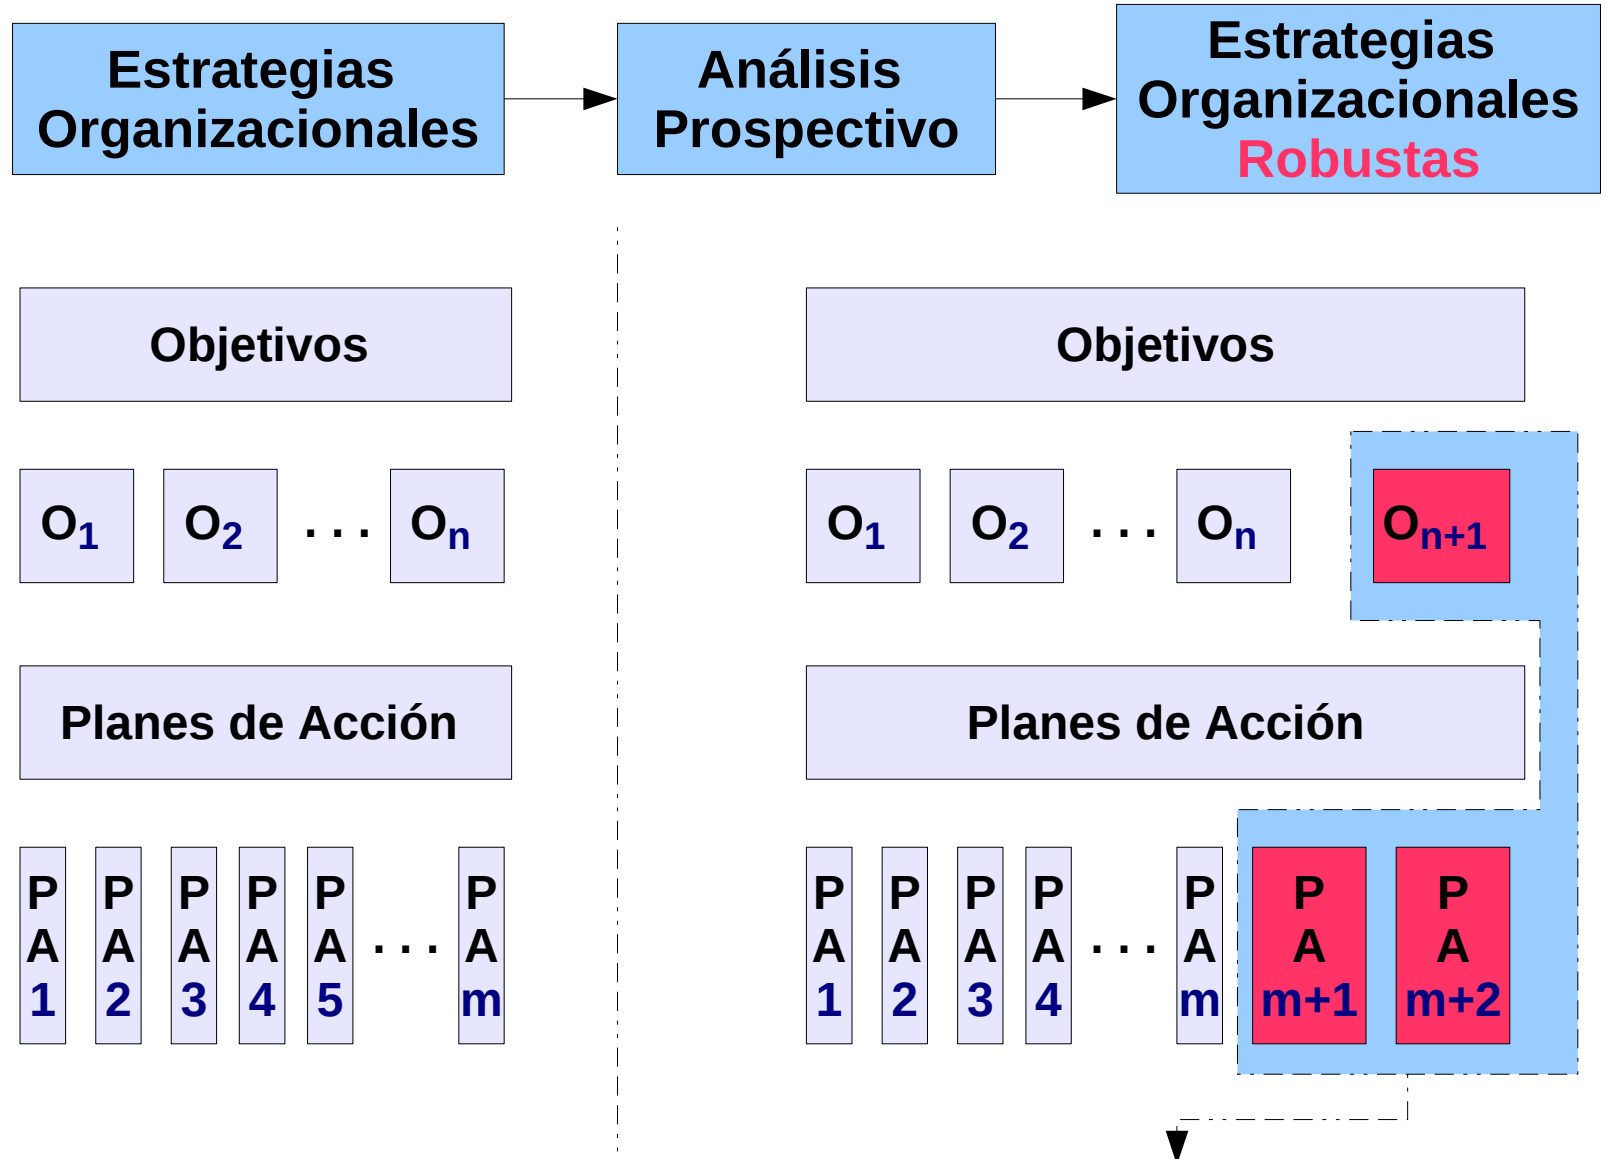 Estrategias
Organizacionales
Análisis
Prospectivo
Estrategias
Organizacionales
Robustas
Objetivos
Objetivos
O1 O2 . . . On
O1 O2 . . . On On+1
Planes de Acción
Planes de Acción
P
A
1
P
A
2
P
A
3
P
A
4
P
A
5
. . .
P
A
m
P
A
1
P
A
2
P
A
3
P
A
4
. . .
P
A
m
P
A
m+1
P
A
m+2